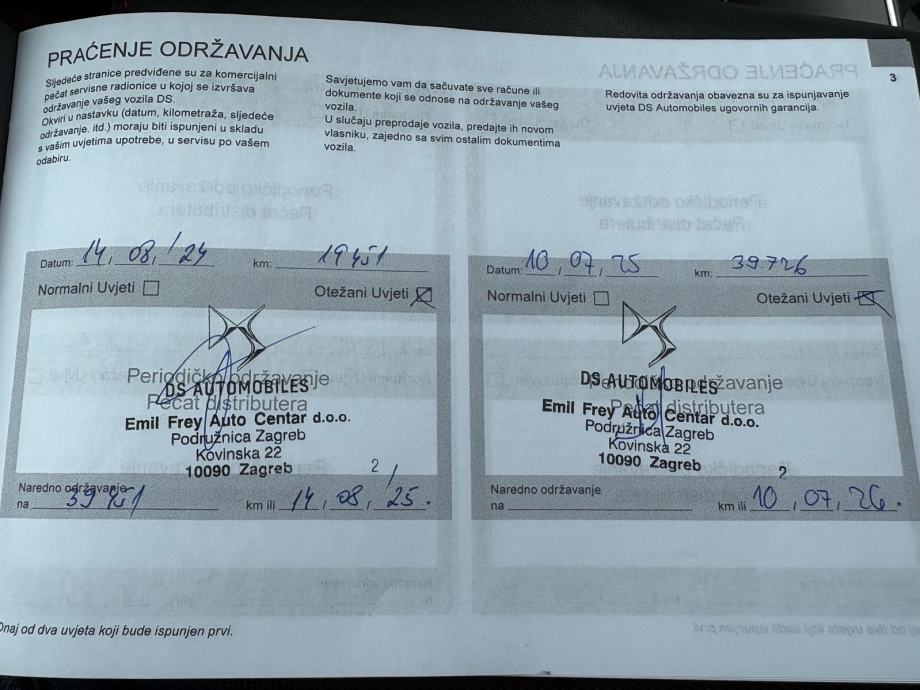 PRAĆENJE ODRŽAVANJA
3
Sljedeće stranice predviđene su za komercijalni
pečat servisne radionice u kojoj se izvršava
održavanje vašeg vozila DS.
Okviri u nastavku (datum, kilometraža, sljedeće
održavanje. itd.) moraju biti ispunjeni u skladu
s vašim uvjetima upotrebe, u servisu po vašem
odabiru.
Savjetujemo vam da sačuvate sve račune ili
dokumente koji se odnose na održavanje vašeg
vozila.
U slučaju preprodaje vozila, predajte ih novom
vlasniku, zajedno sa svim ostalim dokumentima
vozila.
Redovita održavanja obavezna su za ispunjavanje
uvjeta DS Automobiles ugovornih garancija.
Datum: 14, 08, / 24 km: 19451
Normalni Uvjeti Otežani Uvjeti
Periodičko održavanje
DS AUTOMOBILES
Pečat distributera
Emil Frey Auto Centar d.o.o.
Podružnica Zagreb
Kovinska 22
10090 Zagreb
2
Naredno održavanje
na 39451 km ili 14, 08, / 25.
Datum: 10, 07, 25 km: 39.726
Normalni Uvjeti Otežani Uvjeti
Periodičko održavanje
DS AUTOMOBILES
Pečat distributera
Emil Frey Auto Centar d.o.o.
Podružnica Zagreb
Kovinska 22
10090 Zagreb
2
Naredno održavanje
na km ili 10, 07, 26.
Onaj od dva uvjeta koji bude ispunjen prvi.